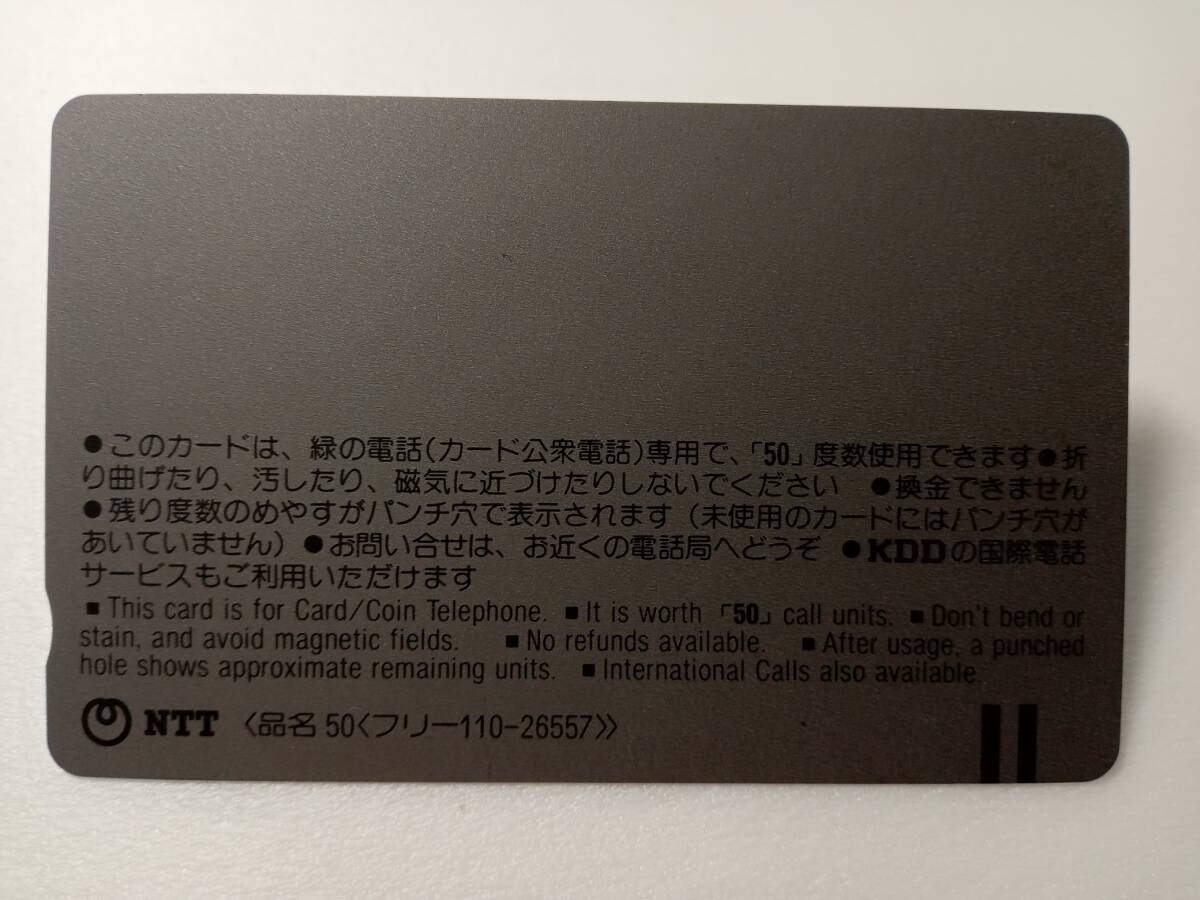 ●このカードは、緑の電話(カード公衆電話)専用で、「50」度数使用できます●折
り曲げたり、汚したり、磁気に近づけたりしないでください ●換金できません
●残り度数のめやすがパンチ穴で表示されます(未使用のカードにはパンチ穴が
あいていません)●お問い合せは、お近くの電話局へどうぞ ●KDDの国際電話
サービスもご利用いただけます
■This card is for Card/Coin Telephone. ■It is worth 「50」 call units. ■Don't bend or
stain, and avoid magnetic fields. ■No refunds available. ■After usage, a punched
hole shows approximate remaining units. ■International Calls also available.
NTT 〈品名 50〈フリー110-26557〉〉